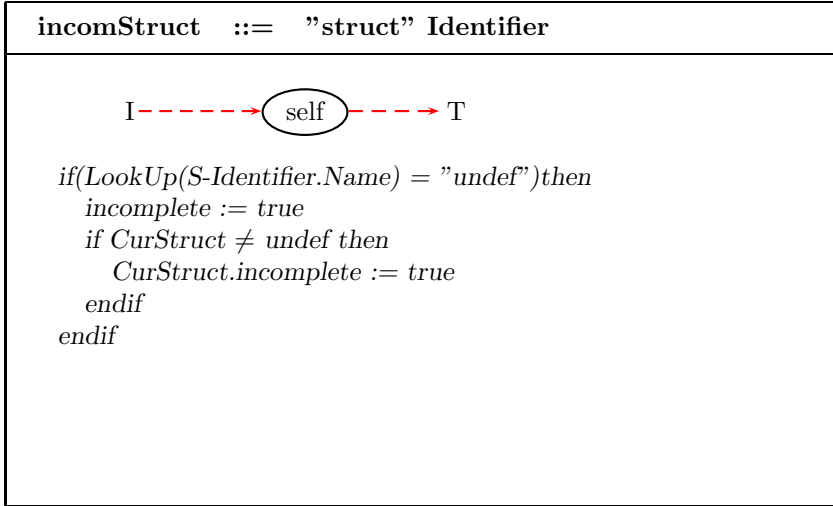 incomStruct ::= ”struct” Identifier
I self T
if(LookUp(S-Identifier.Name) = ”undef”)then
incomplete := true
if CurStruct ≠ undef then
CurStruct.incomplete := true
endif
endif